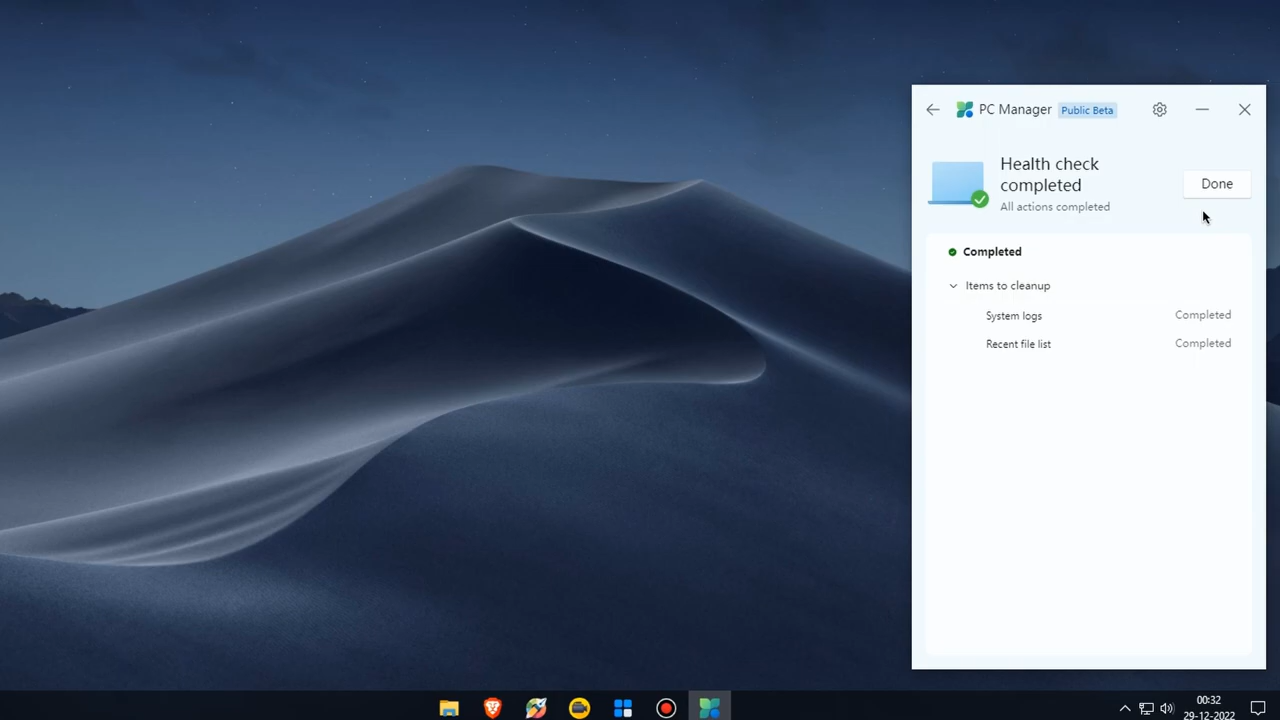 PC Manager Public Beta
Health check
completed
All actions completed
Done
Completed
Items to cleanup
System logs Completed
Recent file list Completed
00:32
29-12-2022